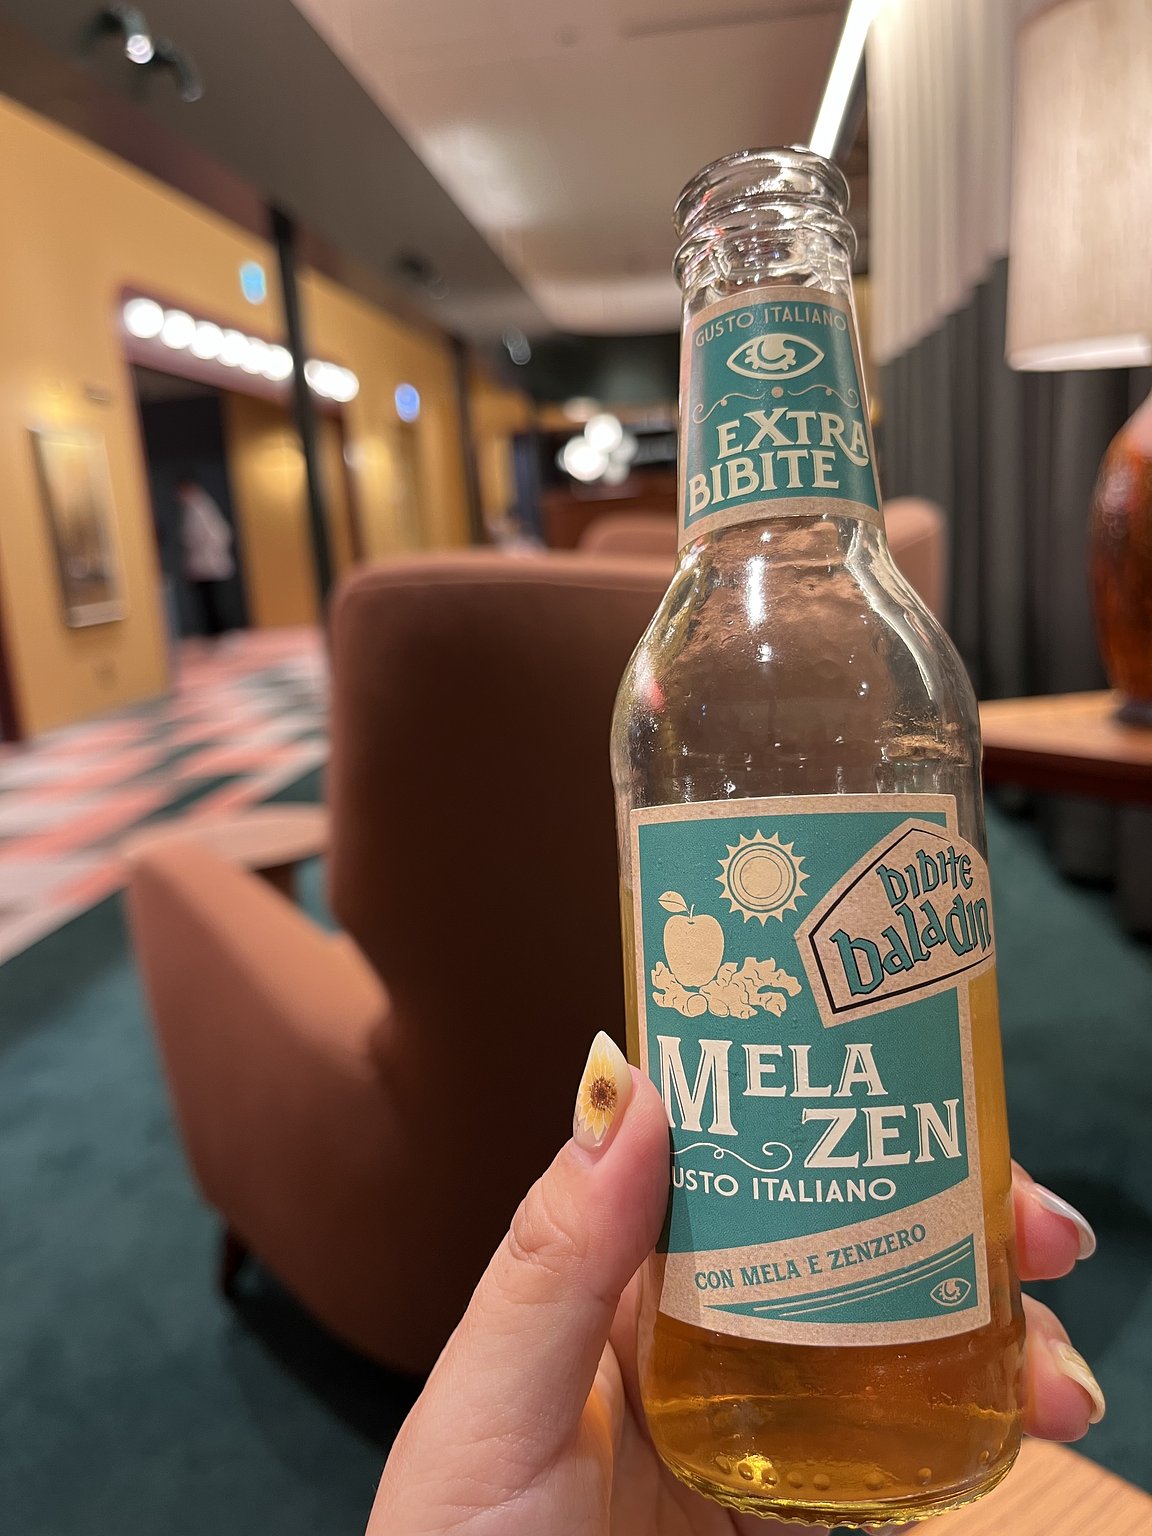 GUSTO ITALIANO
EXTRA
BIBITE
bibite
baladin
MELA
ZEN
USTO ITALIANO
CON MELA E ZENZERO